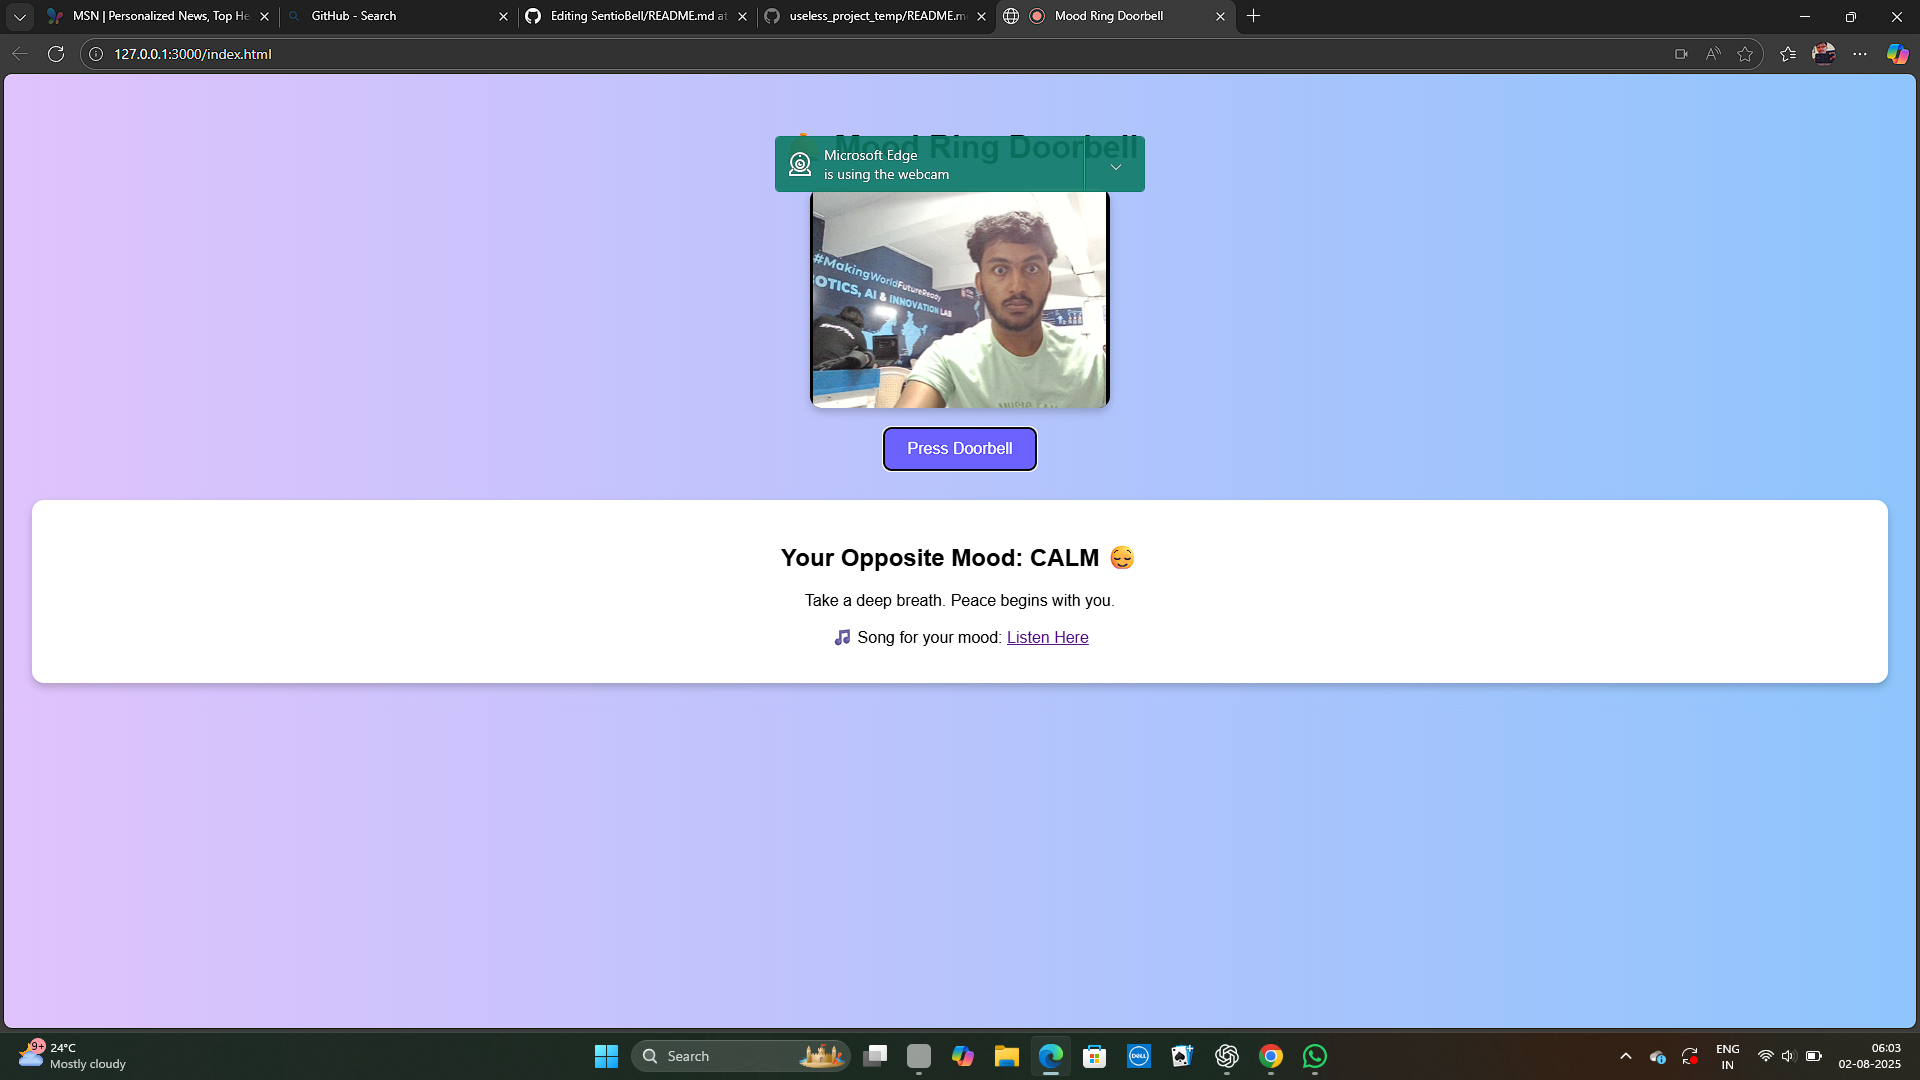 MSN | Personalized News, Top He
GitHub - Search
Editing SentioBell/README.md at
useless_project_temp/README.m
Mood Ring Doorbell
127.0.0.1:3000/index.html
Mood Ring Doorbell
Microsoft Edge
is using the webcam
#MakingWorldFutureReady
OTICS, AI & INNOVATION LAB
Press Doorbell
Your Opposite Mood: CALM 😌
Take a deep breath. Peace begins with you.
🎵 Song for your mood: Listen Here
9+
24°C
Mostly cloudy
Search
DELL
ENG
IN
06:03
02-08-2025